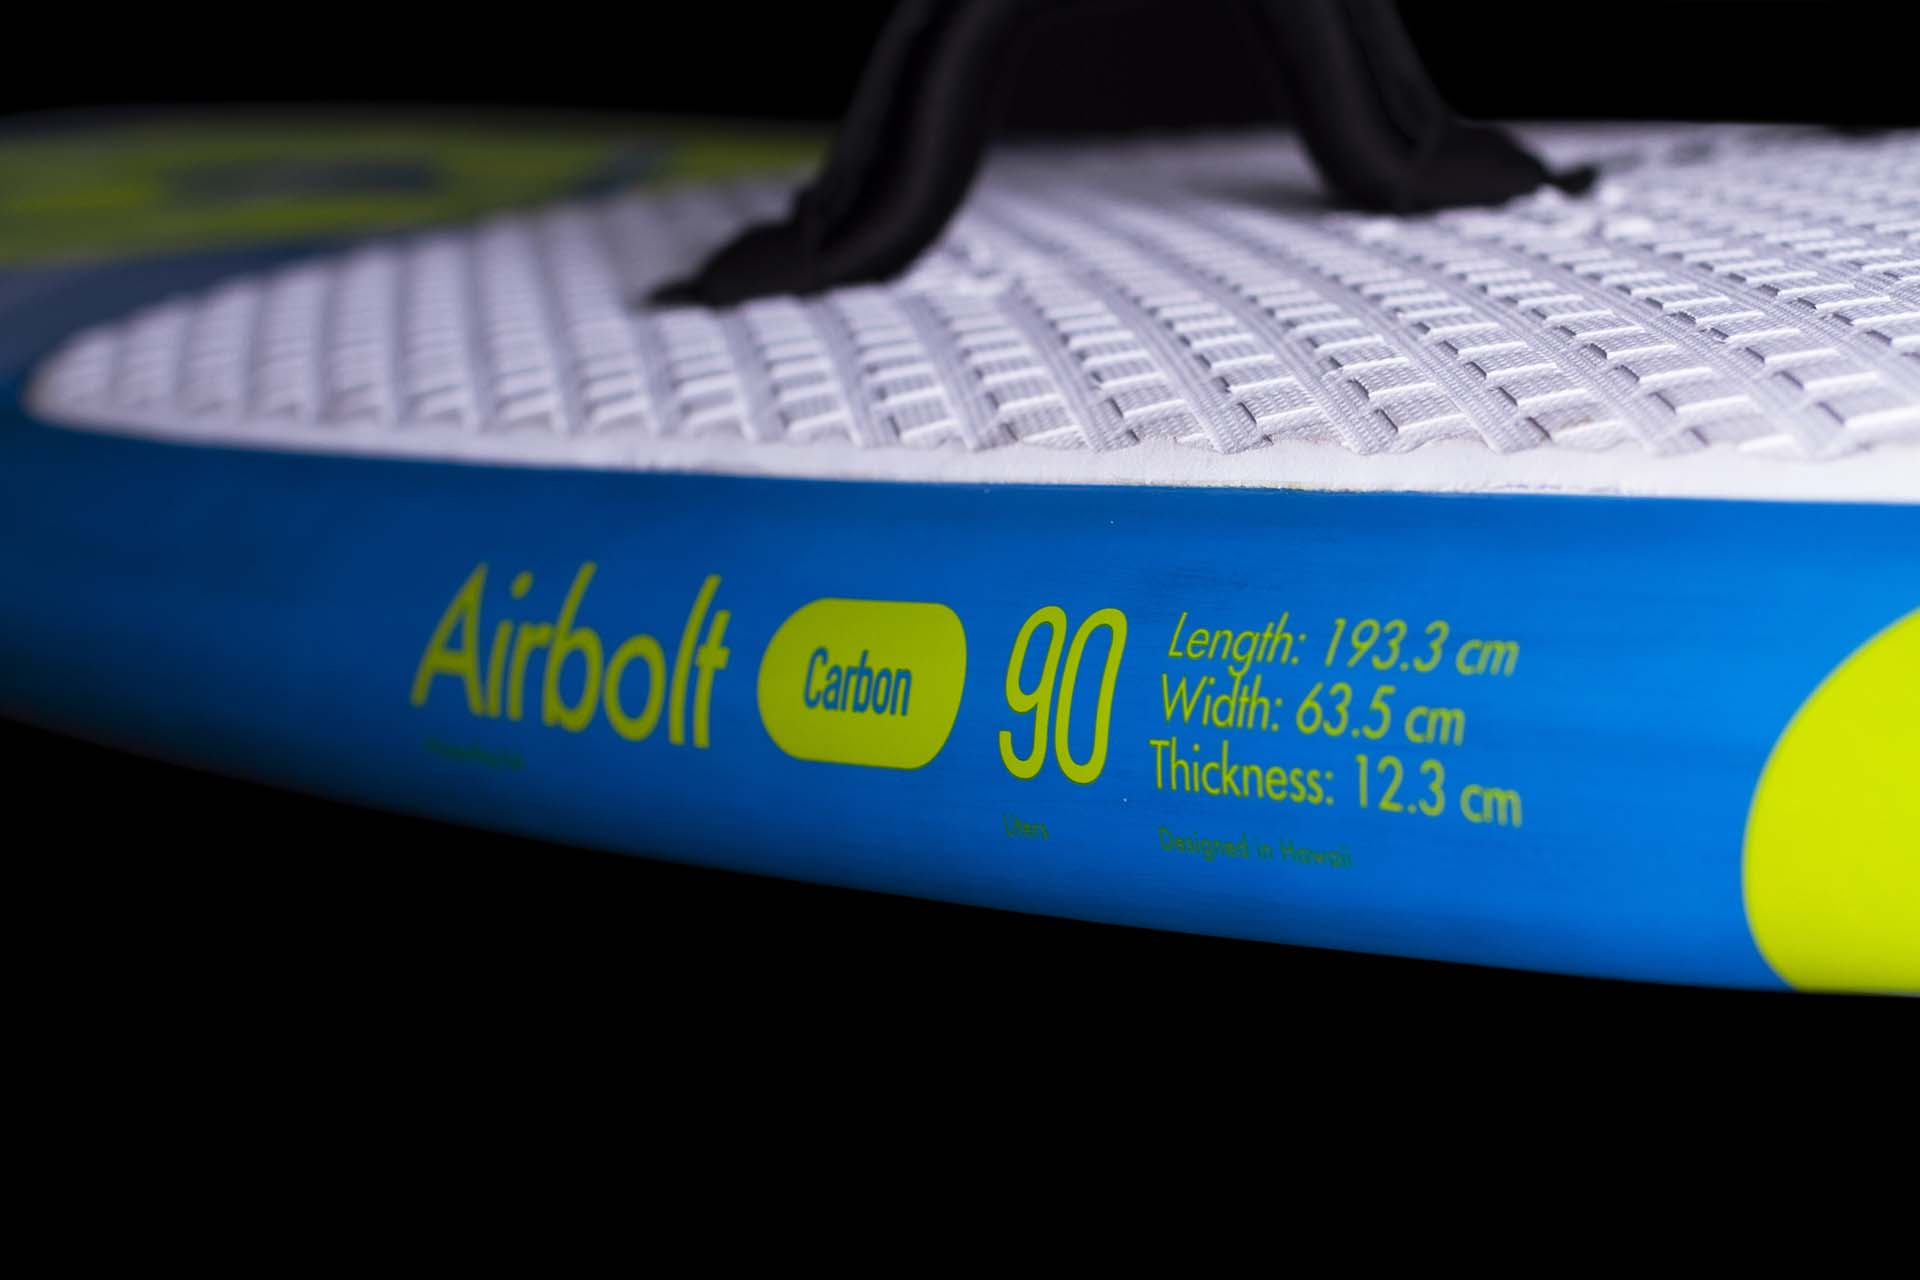 Airbolt
Carbon
90
Liters
Length: 193.3 cm
Width: 63.5 cm
Thickness: 12.3 cm
Designed in Hawaii